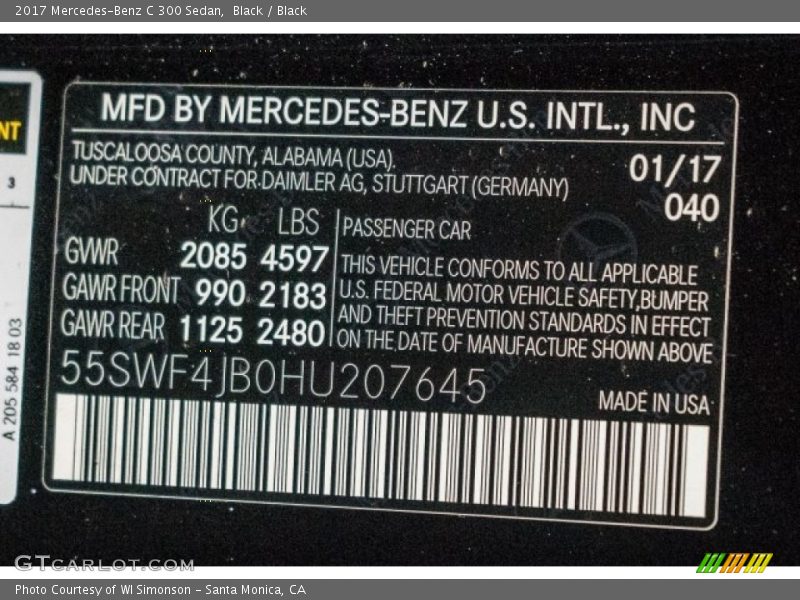 2017 Mercedes-Benz C 300 Sedan,  Black / Black
NT
3
A 205 584 18 03
MFD BY MERCEDES-BENZ U.S. INTL., INC
TUSCALOOSA COUNTY, ALABAMA (USA).
UNDER CONTRACT FOR DAIMLER AG, STUTTGART (GERMANY)
01/17
040
KG LBS
GVWR 2085 4597
GAWR FRONT 990 2183
GAWR REAR 1125 2480
PASSENGER CAR
THIS VEHICLE CONFORMS TO ALL APPLICABLE
U.S. FEDERAL MOTOR VEHICLE SAFETY,BUMPER
AND THEFT PREVENTION STANDARDS IN EFFECT
ON THE DATE OF MANUFACTURE SHOWN ABOVE
55SWF4JB0HU207645
MADE IN USA
GTCARLOT.COM
Photo Courtesy of WI Simonson - Santa Monica, CA